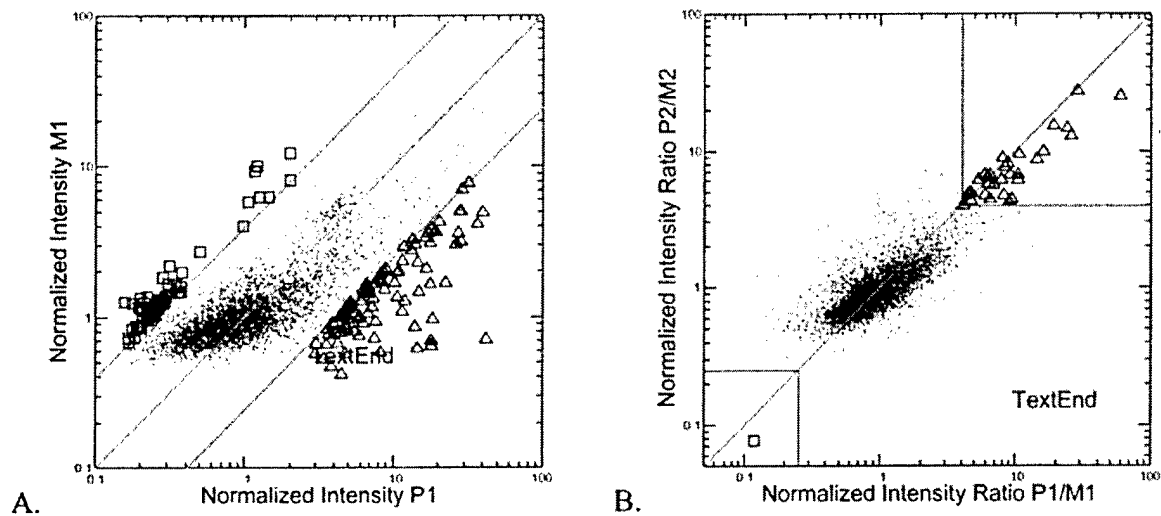 100
10
1
0.1
Normalized Intensity M1
TextEnd
0.1 1 10 100
Normalized Intensity P1
A.
100
10
1
0.1
Normalized Intensity Ratio P2/M2
TextEnd
0.1 1 10 100
Normalized Intensity Ratio P1/M1
B.